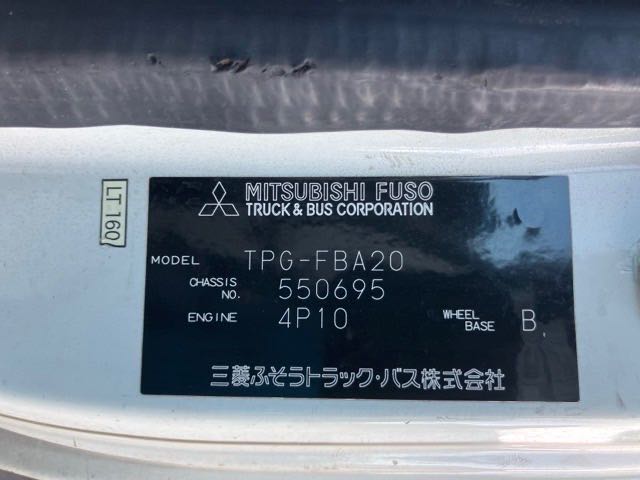 LT160
MITSUBISHI FUSO
TRUCK & BUS CORPORATION
MODEL TPG-FBA20
CHASSIS NO. 550695
ENGINE 4P10 WHEEL BASE B
三菱ふそうトラック・バス株式会社